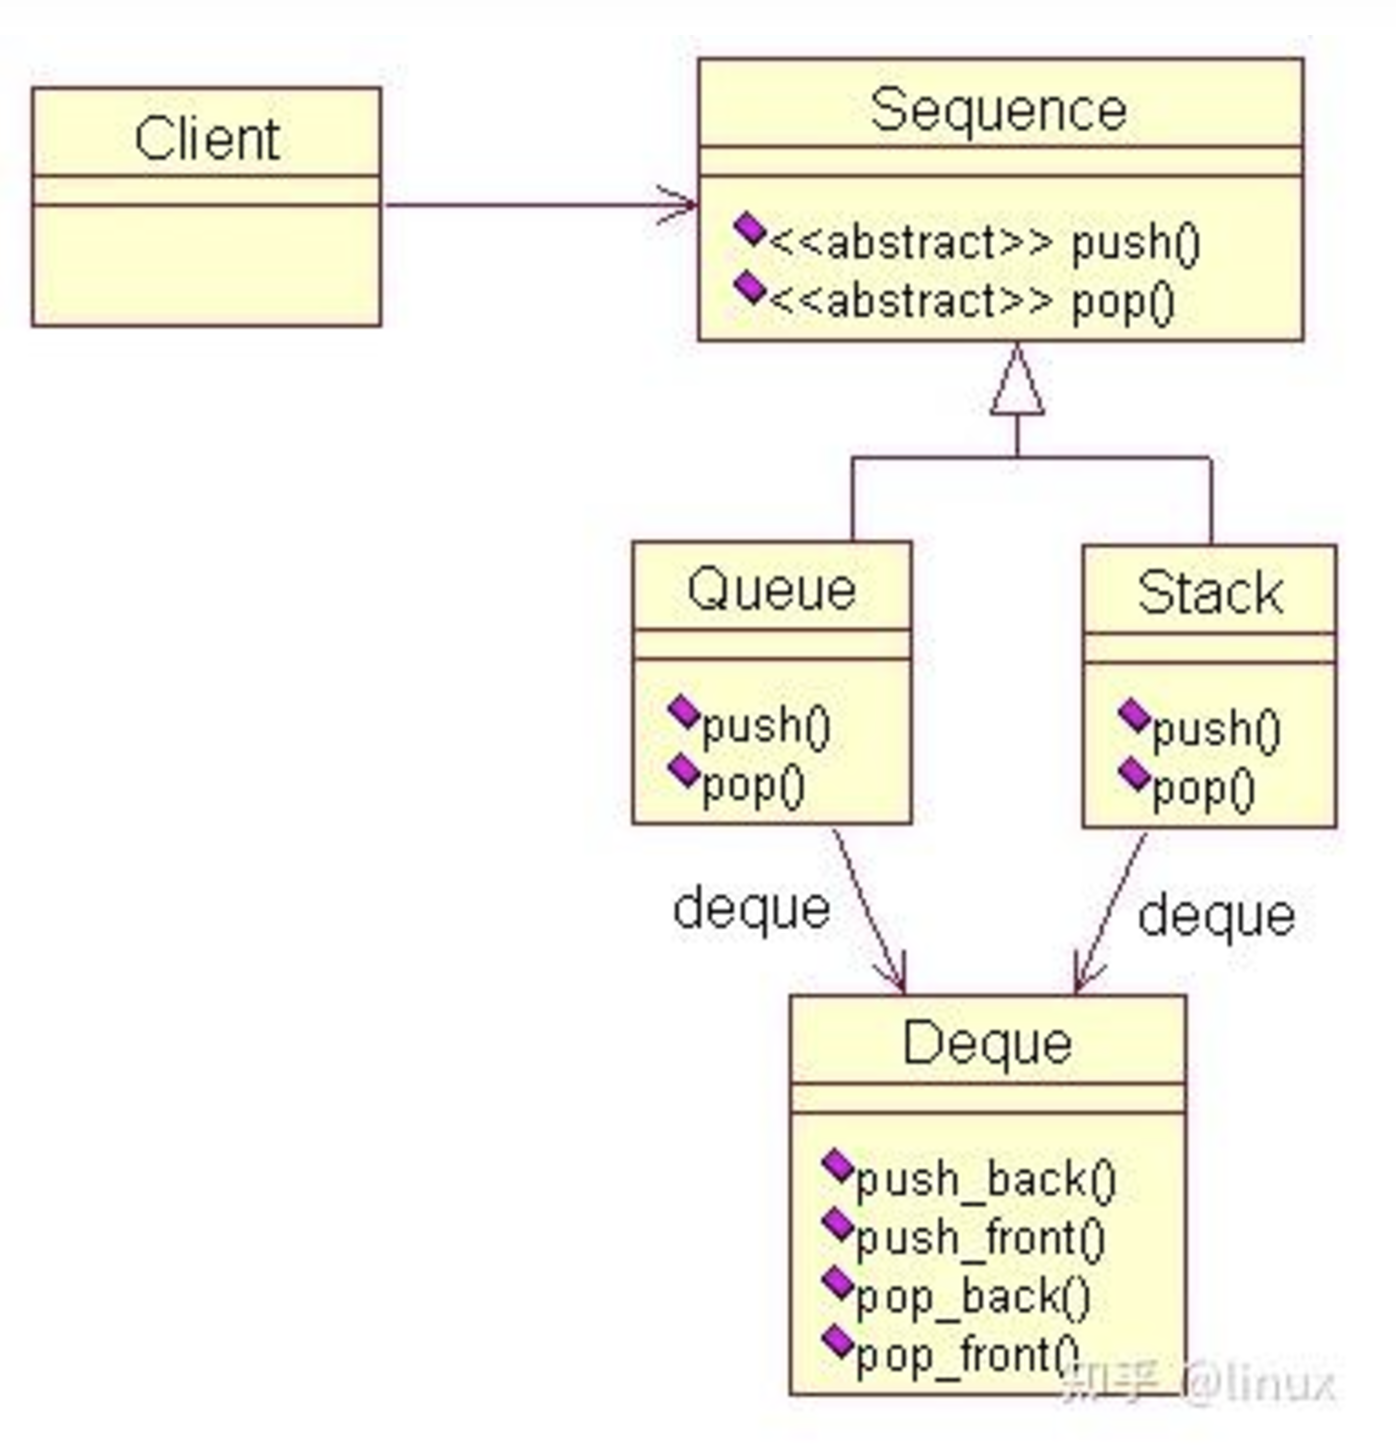 Client
Sequence
<<abstract>> push()
<<abstract>> pop()
Queue
push()
pop()
Stack
push()
pop()
deque
deque
Deque
push_back()
push_front()
pop_back()
pop_front()
知乎 @linux